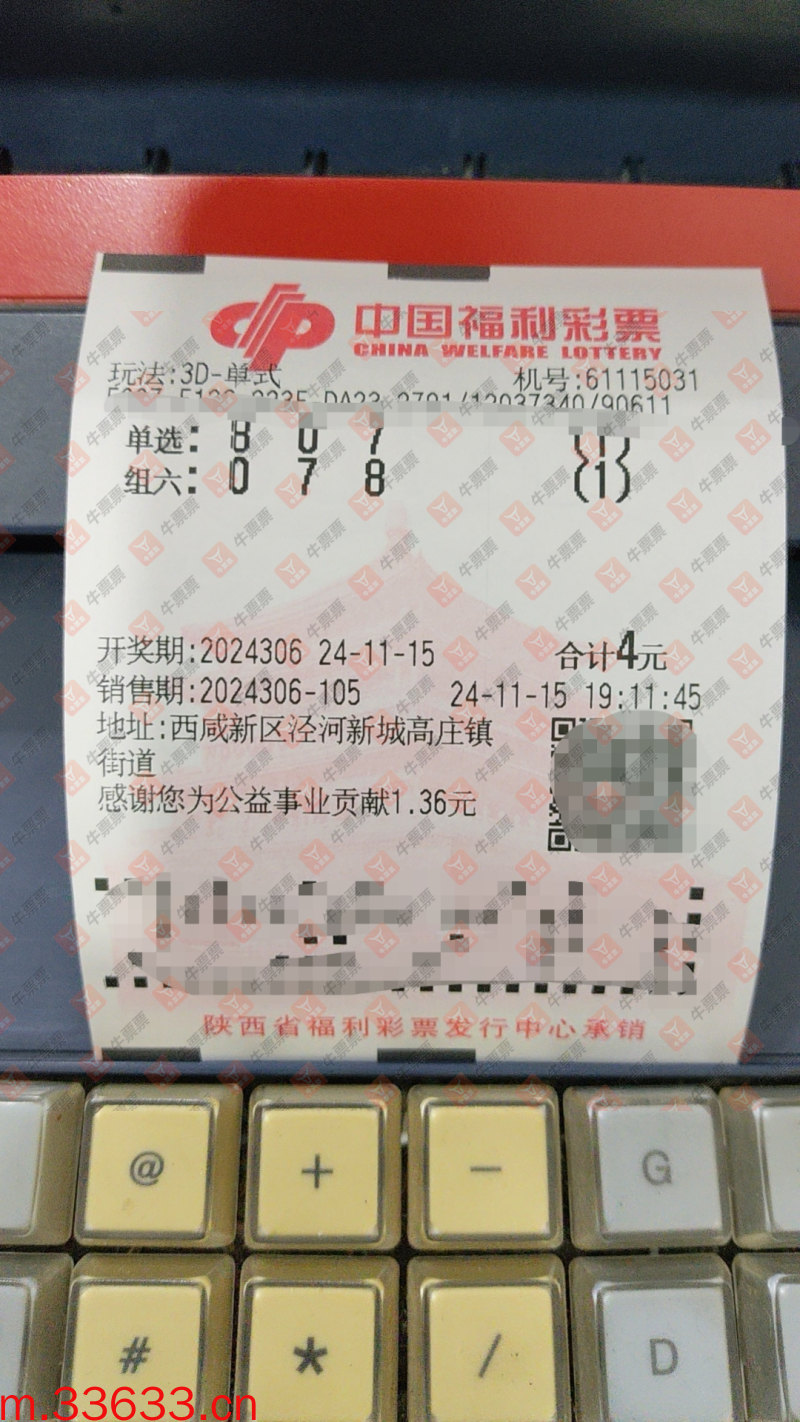 中国福利彩票
CHINA WELFARE LOTTERY
玩法:3D-单式 机号:61115031
单选: 8 0 7 (1)
组六: 0 7 8 (1)
开奖期:2024306 24-11-15 合计4元
销售期:2024306-105 24-11-15 19:11:45
地址:西咸新区泾河新城高庄镇
街道
感谢您为公益事业贡献1.36元
陕西省福利彩票发行中心承销
@ + - G
# * / D
m.33633.cn
牛票票